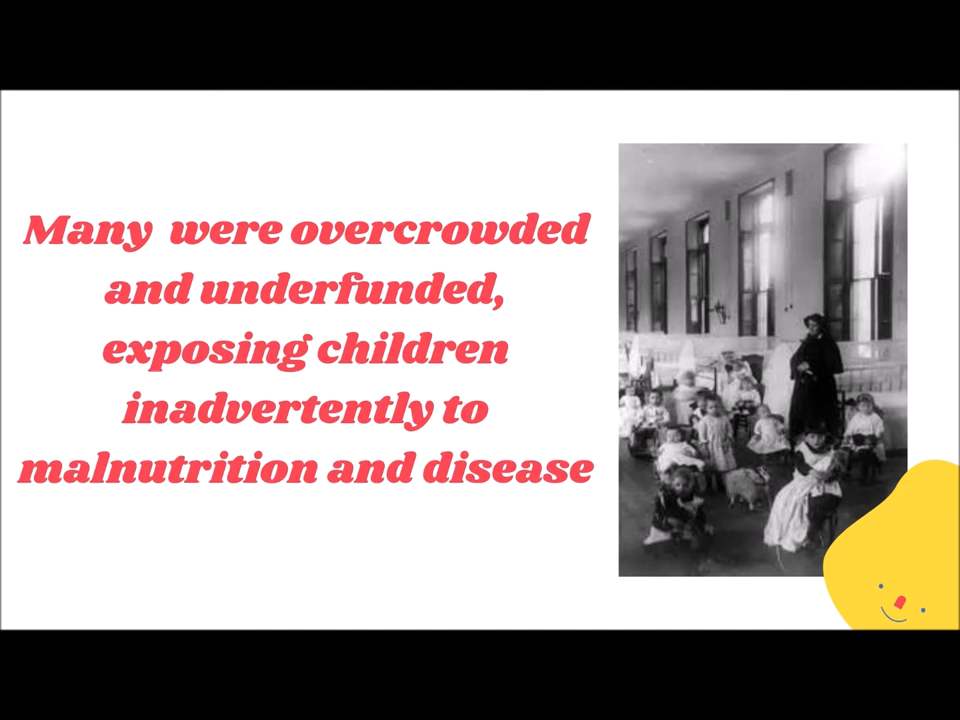 Many were overcrowded
and underfunded,
exposing children
inadvertently to
malnutrition and disease